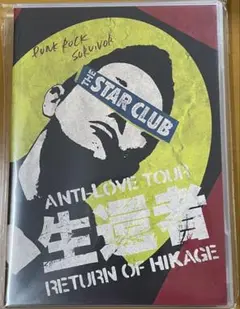 PUNK ROCK
SURVIVOR
THE STAR CLUB
ANTI-LOVE TOUR
生還者
RETURN OF HIKAGE